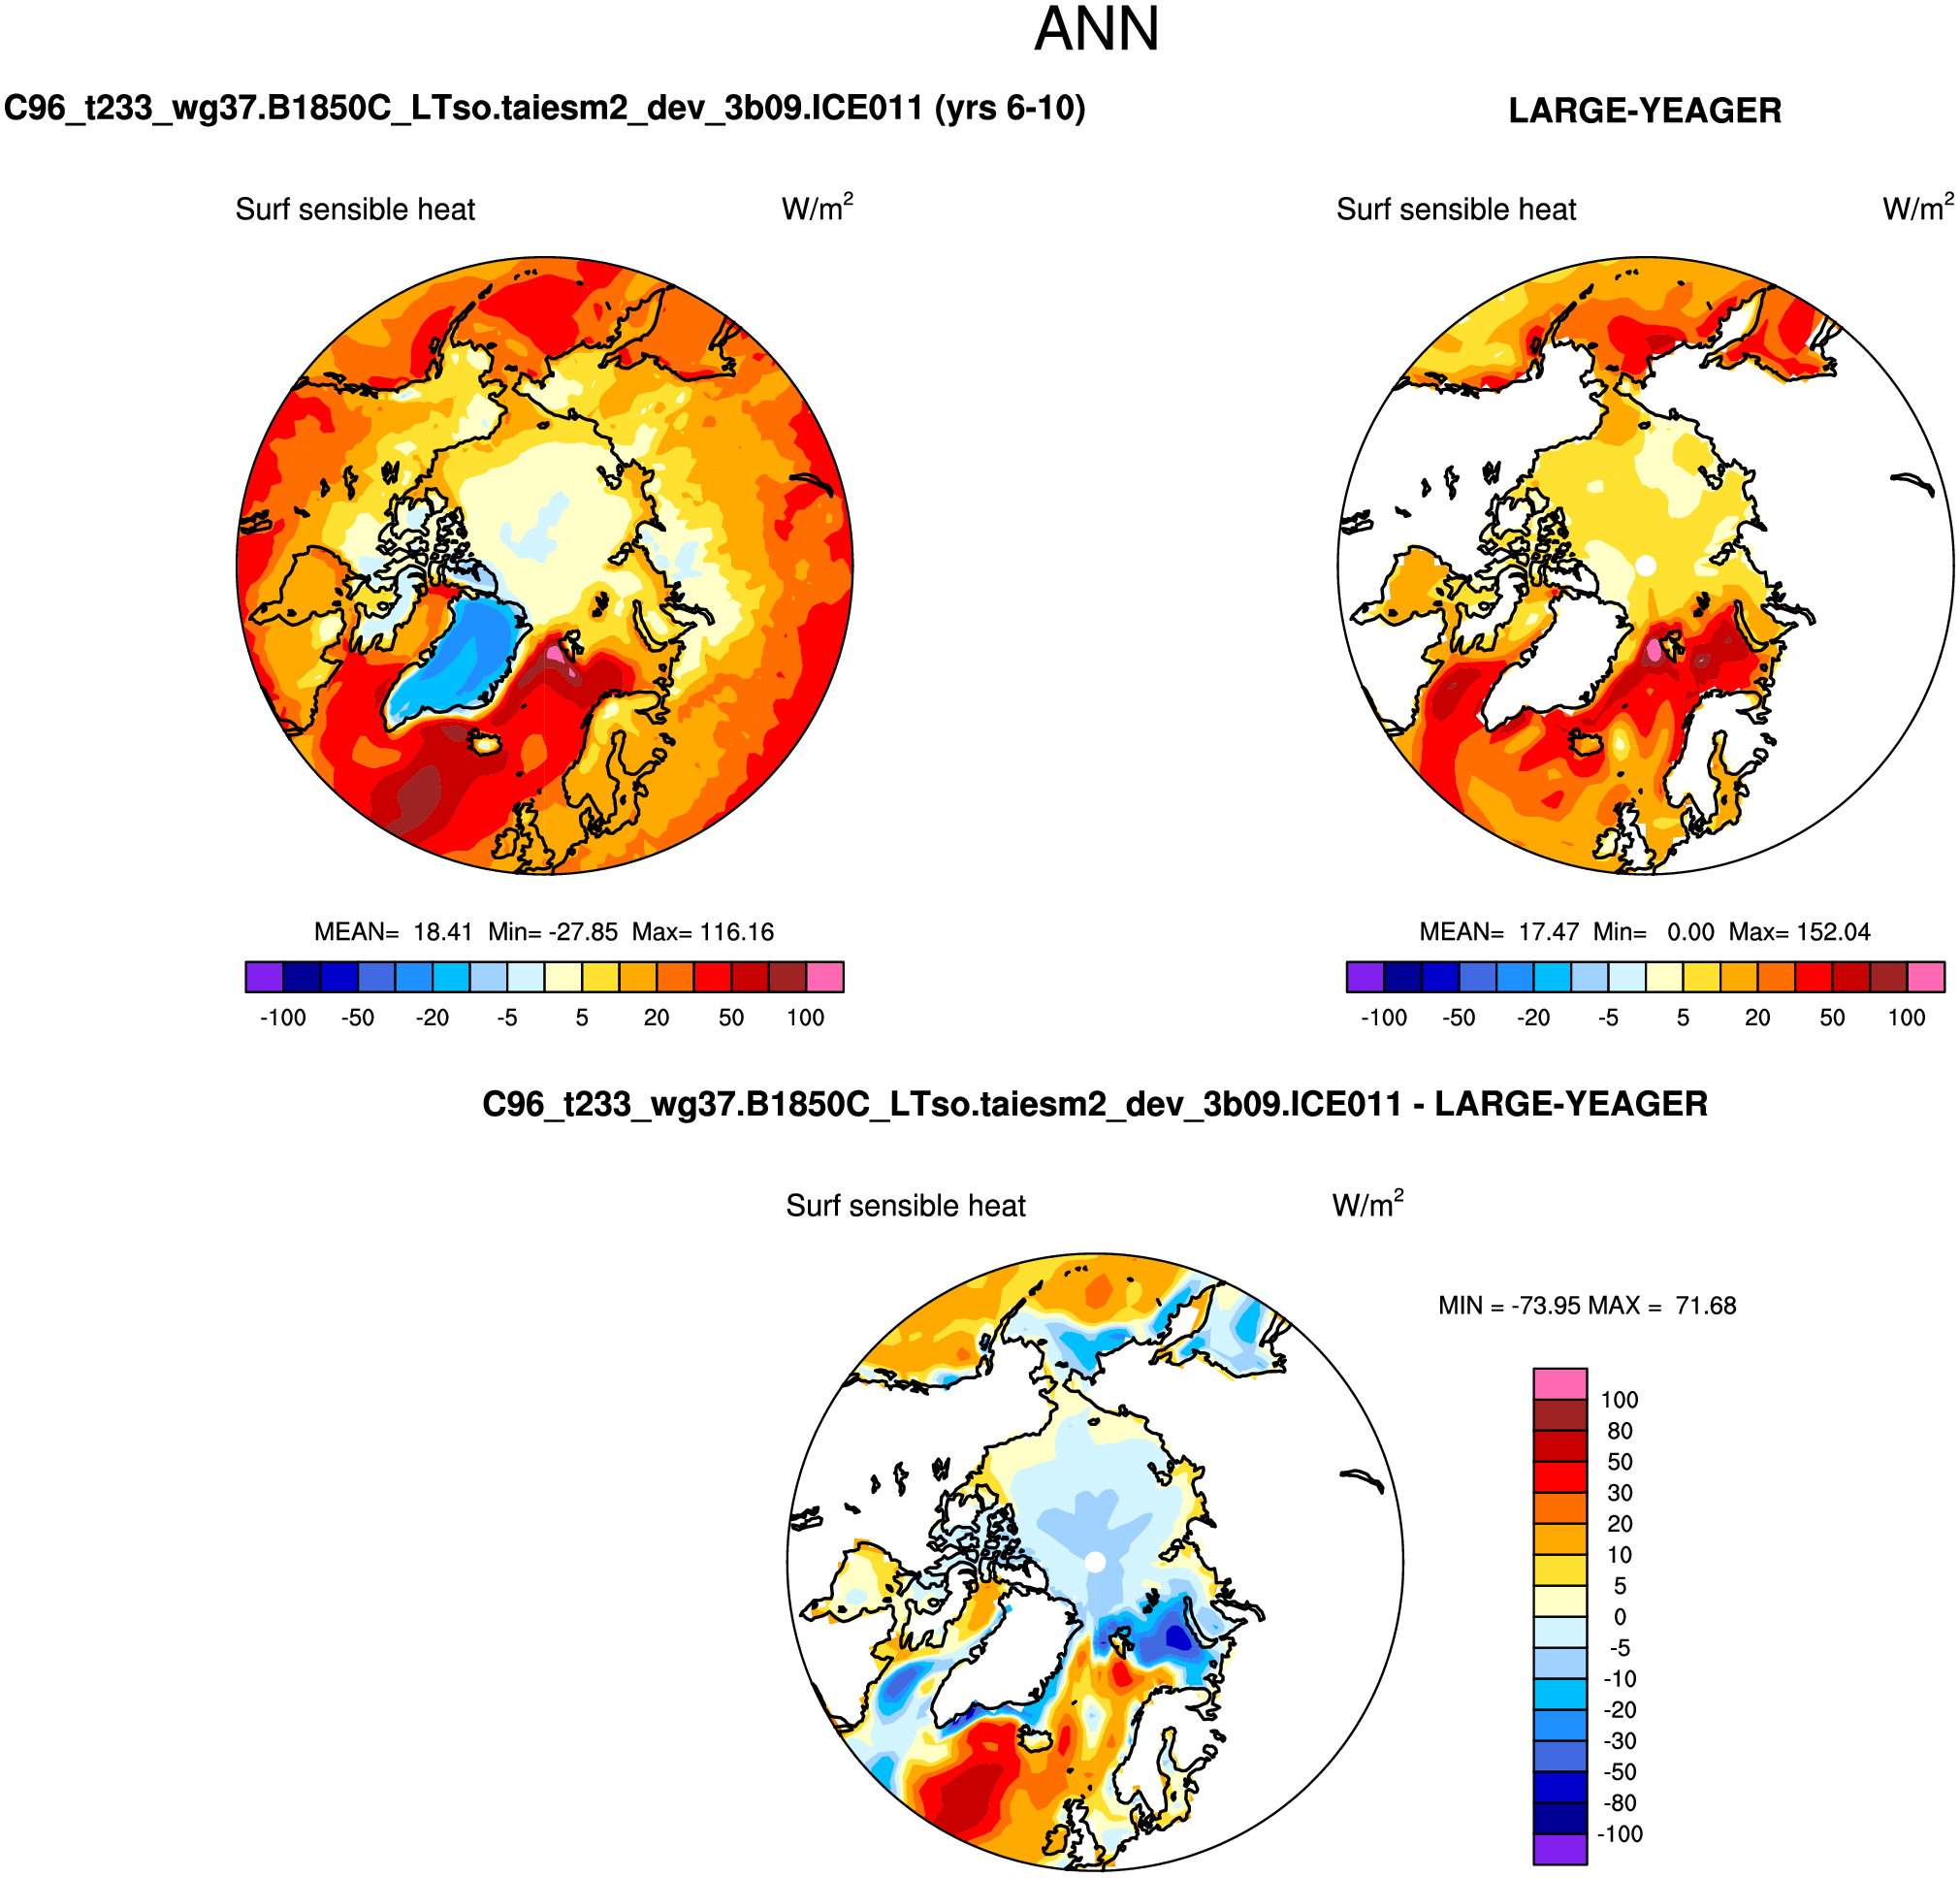 ANN
C96_t233_wg37.B1850C_LTso.taiesm2_dev_3b09.ICE011 (yrs 6-10)
LARGE-YEAGER
Surf sensible heat W/m2
Surf sensible heat W/m2
MEAN= 18.41 Min= -27.85 Max= 116.16
MEAN= 17.47 Min= 0.00 Max= 152.04
-100 -50 -20 -5 5 20 50 100
-100 -50 -20 -5 5 20 50 100
C96_t233_wg37.B1850C_LTso.taiesm2_dev_3b09.ICE011 - LARGE-YEAGER
Surf sensible heat W/m2
MIN = -73.95 MAX = 71.68
100
80
50
30
20
10
5
0
-5
-10
-20
-30
-50
-80
-100